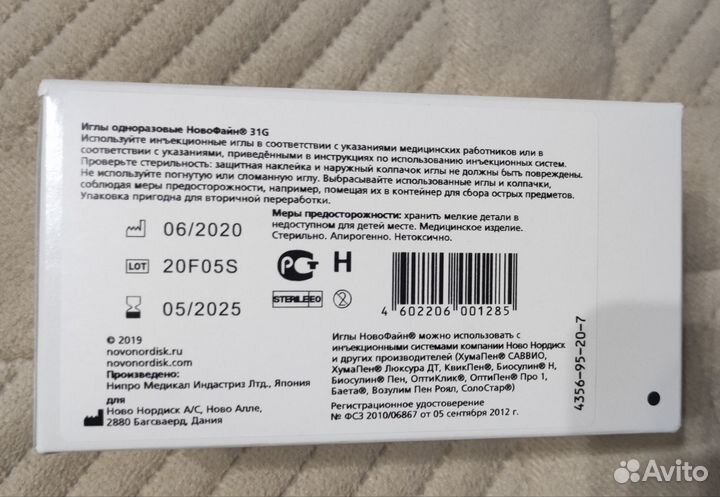 Иглы одноразовые НовоФайн® 31G
Используйте инъекционные иглы в соответствии с указаниями медицинских работников или в
соответствии с указаниями, приведёнными в инструкциях по использованию инъекционных систем.
Проверьте стерильность: защитная наклейка и наружный колпачок иглы не должны быть повреждены.
Не используйте погнутую или сломанную иглу. Выбрасывайте использованные иглы и колпачки,
соблюдая меры предосторожности, например, помещая их в контейнер для сбора острых предметов.
Упаковка пригодна для вторичной переработки.
Меры предосторожности: хранить мелкие детали в
недоступном для детей месте. Медицинское изделие.
Стерильно. Апирогенно. Нетоксично.
06/2020
LOT 20F05S
05/2025
РСТ Н
STERILE EO
2
4 602206 001285
© 2019
novonordisk.ru
novonordisk.com
Произведено:
Нипро Медикал Индастриз Лтд., Япония
для
Ново Нордиск А/С, Ново Алле,
2880 Багсваерд, Дания
Иглы НовоФайн® можно использовать с
инъекционными системами компании Ново Нордиск
и других производителей (ХумаПен® САВВИО,
ХумаПен® Люксура ДТ, КвикПен®, Биосулин® Н,
Биосулин® Пен, ОптиКлик®, ОптиПен® Про 1,
Баета®, Возулим Пен Роял, СолоСтар®)
Регистрационное удостоверение
№ ФСЗ 2010/06867 от 05 сентября 2012 г.
4356-95-20-7
Avito